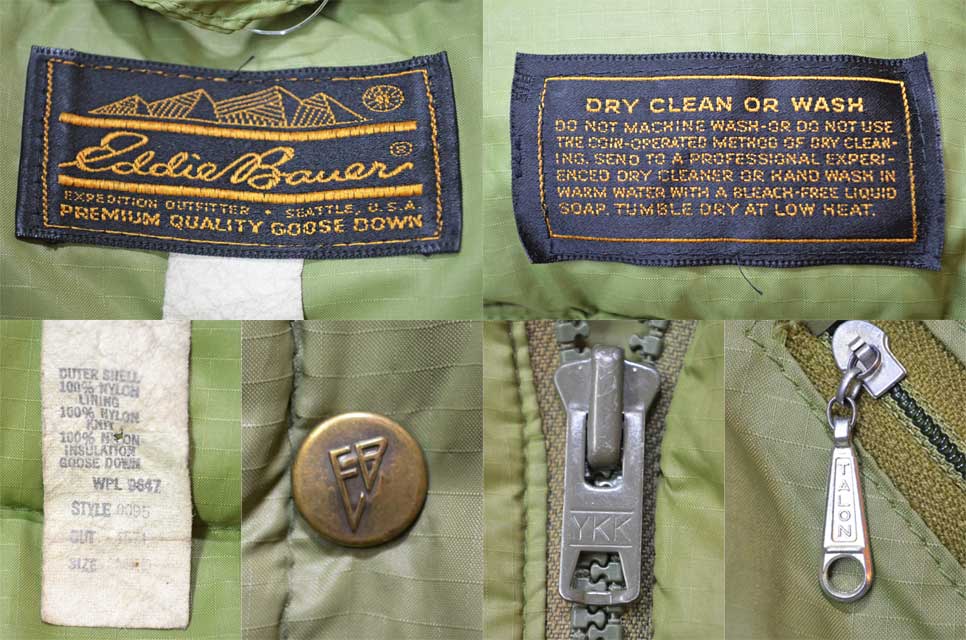 Eddie Bauer ®
EXPEDITION OUTFITTER • SEATTLE, U.S.A
PREMIUM QUALITY GOOSE DOWN
DRY CLEAN OR WASH
DO NOT MACHINE WASH-OR DO NOT USE
THE COIN-OPERATED METHOD OF DRY CLEAN-
ING. SEND TO A PROFESSIONAL EXPERI-
ENCED DRY CLEANER OR HAND WASH IN
WARM WATER WITH A BLEACH-FREE LIQUID
SOAP. TUMBLE DRY AT LOW HEAT.
OUTER SHELL
100% NYLON
LINING
100% NYLON
KNIT
100% NYLON
INSULATION
GOOSE DOWN
WPL 9647
STYLE 0095
CUT
SIZE
EB
YKK
TALON